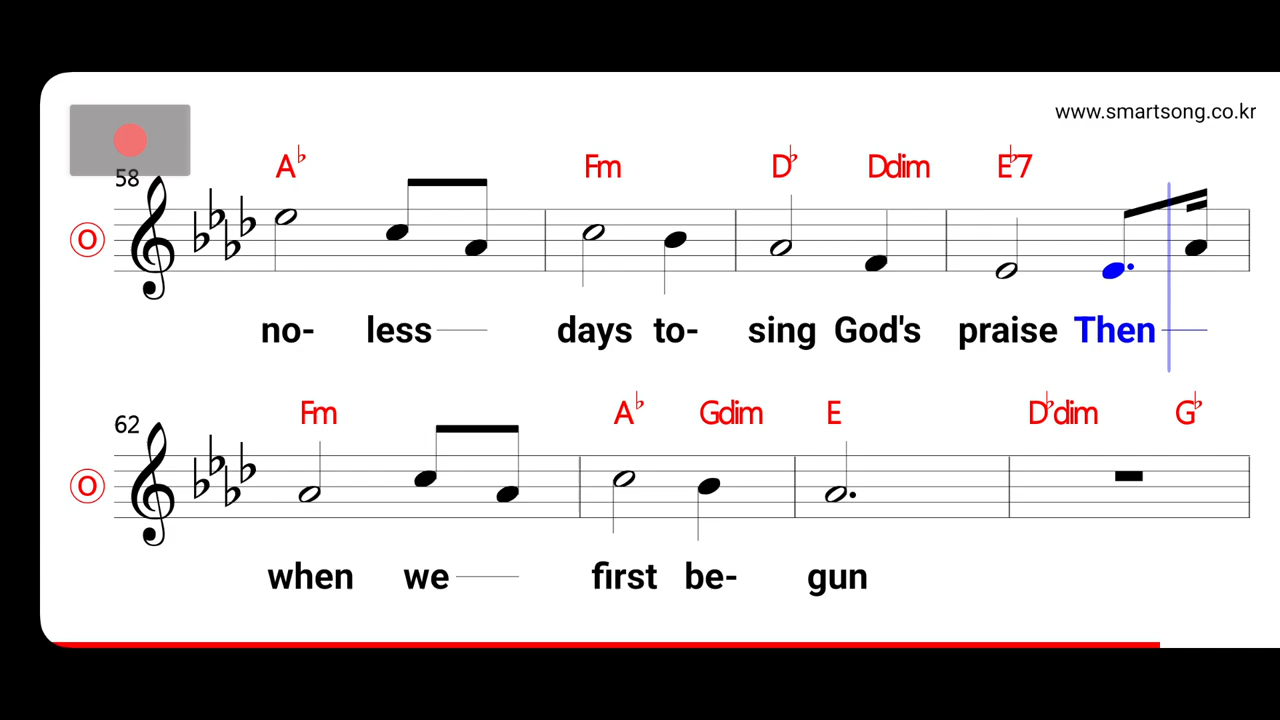 www.smartsong.co.kr
A♭ Fm D♭ Ddim E♭7
58
O
no- less days to- sing God's praise Then
Fm A♭ Gdim E D♭dim G♭
62
O
when we first be- gun